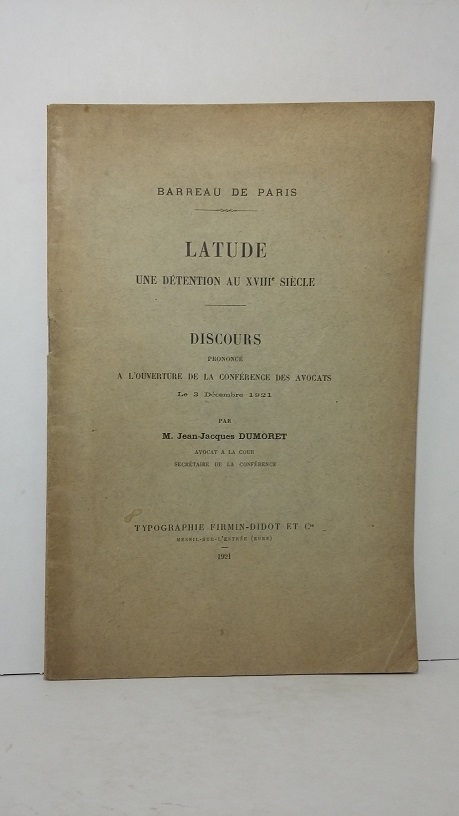 BARREAU DE PARIS
LATUDE
UNE DÉTENTION AU XVIIIe SIÈCLE
DISCOURS
PRONONCÉ
A L'OUVERTURE DE LA CONFÉRENCE DES AVOCATS
Le 3 Décembre 1921
PAR
M. Jean-Jacques DUMORET
AVOCAT A LA COUR
SECRÉTAIRE DE LA CONFÉRENCE
TYPOGRAPHIE FIRMIN-DIDOT ET Cie
MESNIL-SUR-L'ESTRÉE (EURE)
1921